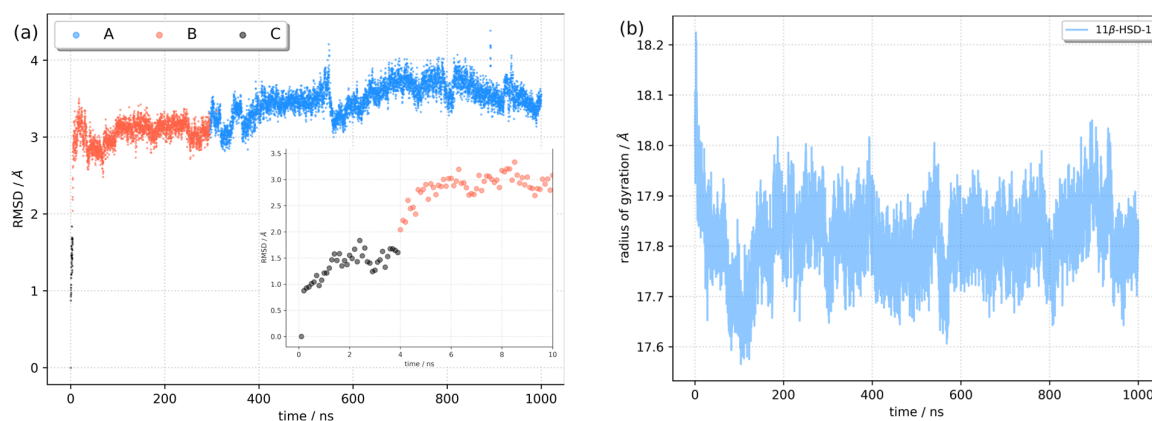 (a)
A B C
RMSD / Å
4
3
2
1
0
0 200 400 600 800 1000
time / ns
RMSD / Å
3.5
3.0
2.5
2.0
1.5
1.0
0.5
0.0
0 2 4 6 8 10
time / ns
(b)
11β-HSD-1
radius of gyration / Å
18.2
18.1
18.0
17.9
17.8
17.7
17.6
0 200 400 600 800 1000
time / ns